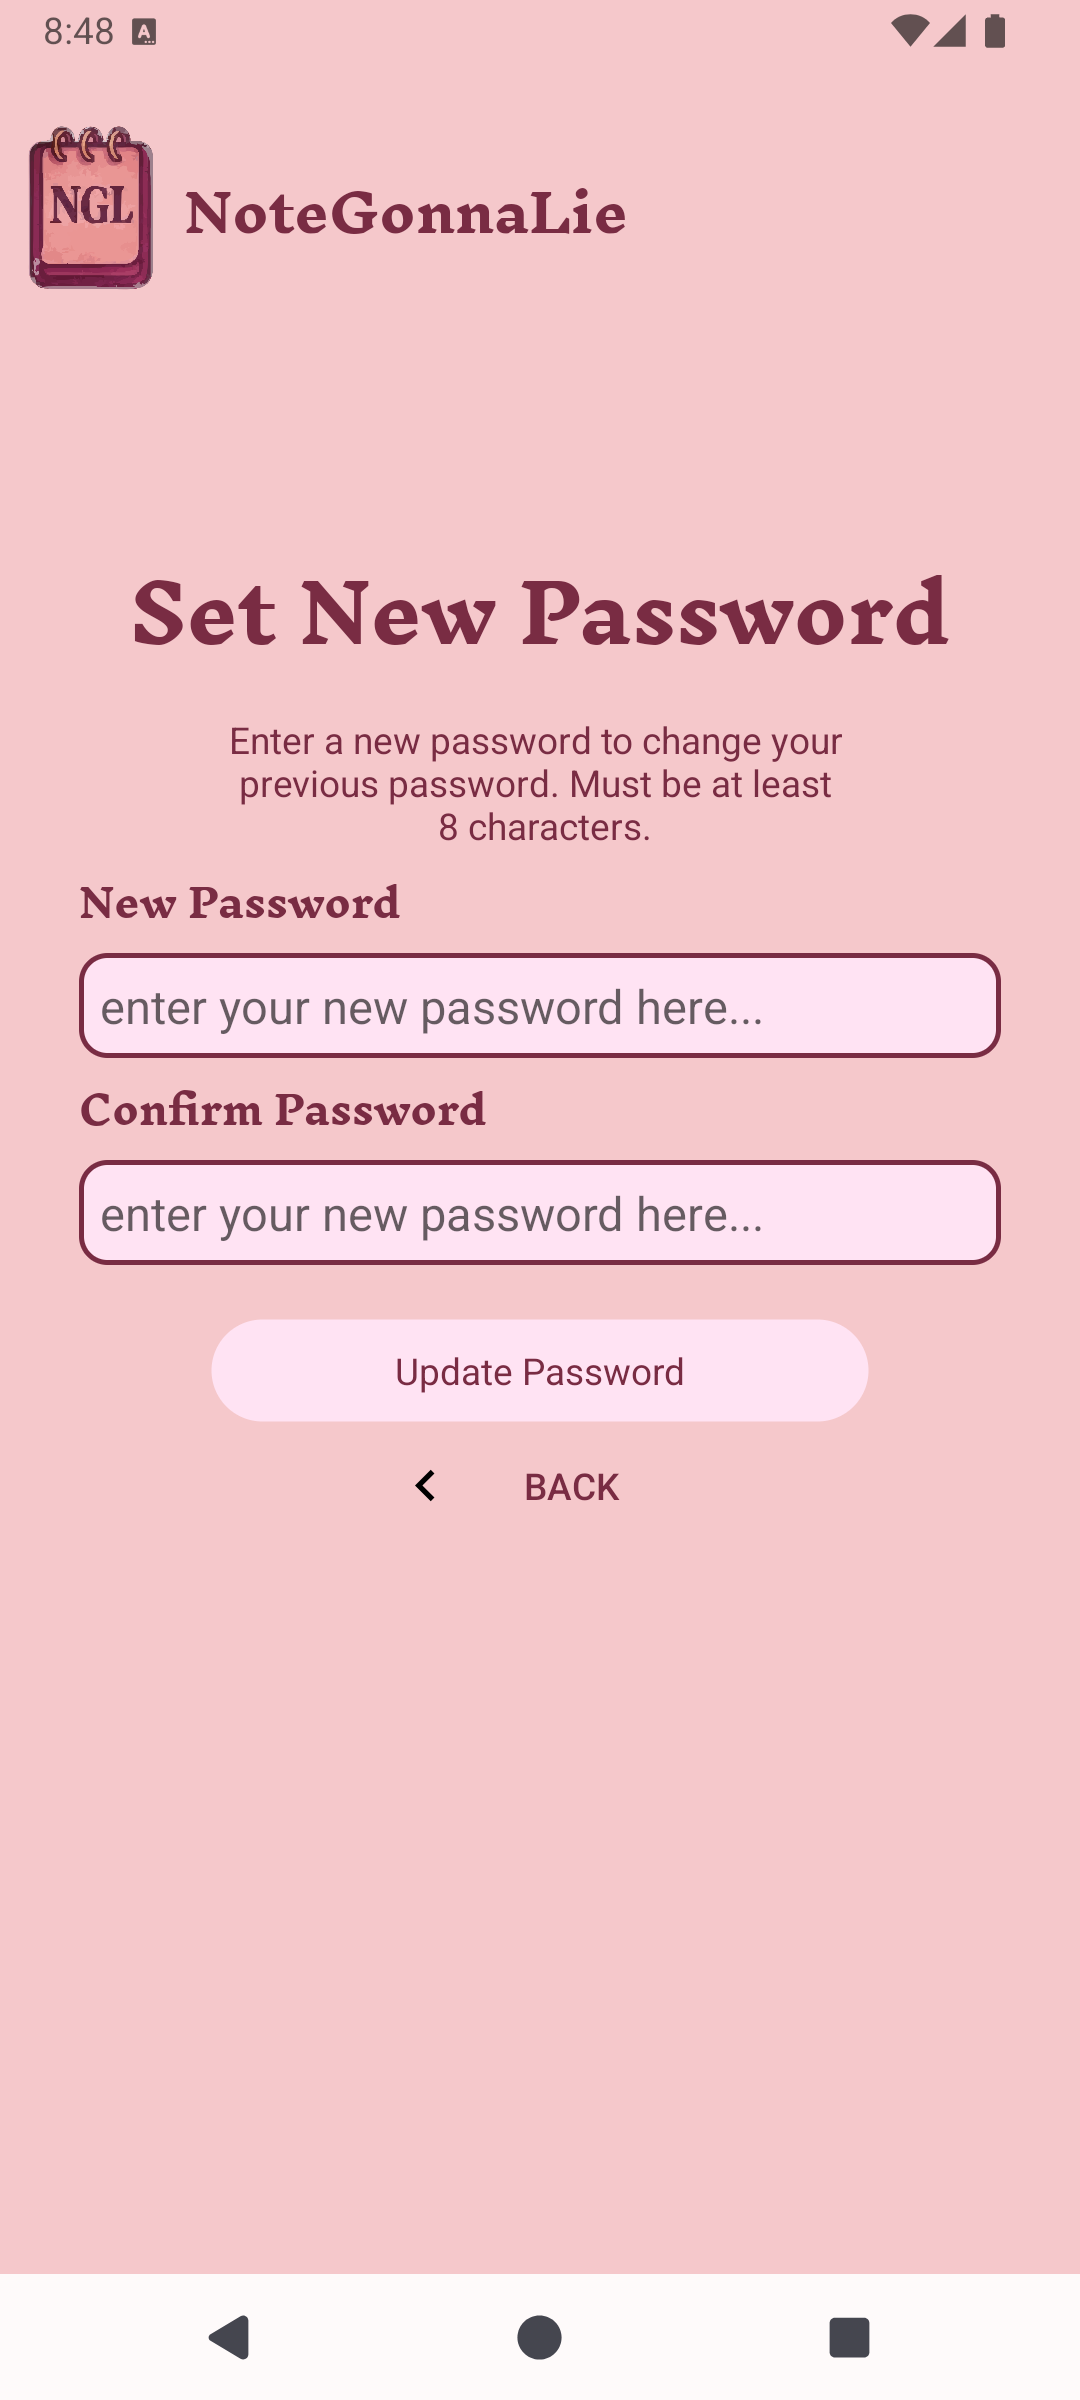 8:48
NGL
NoteGonnaLie
Set New Password
Enter a new password to change your
previous password. Must be at least
8 characters.
New Password
enter your new password here...
Confirm Password
enter your new password here...
Update Password
BACK